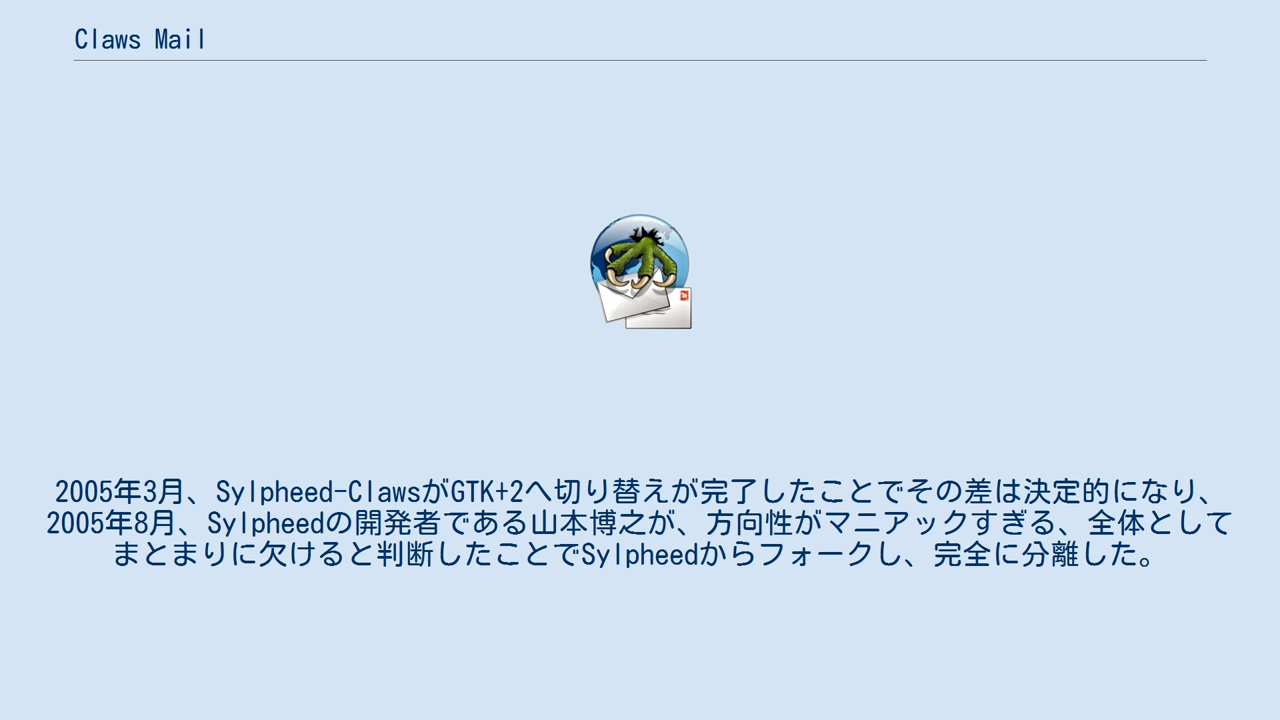 Claws Mail
2005年3月、Sylpheed-ClawsがGTK+2へ切り替えが完了したことでその差は決定的になり、
2005年8月、Sylpheedの開発者である山本博之が、方向性がマニアックすぎる、全体として
まとまりに欠けると判断したことでSylpheedからフォークし、完全に分離した。